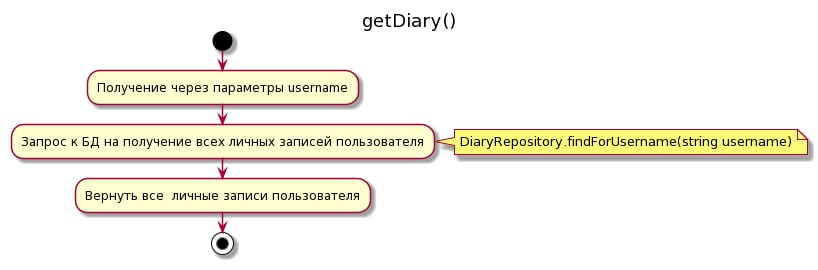 getDiary()
Получение через параметры username
Запрос к БД на получение всех личных записей пользователя
DiaryRepository.findForUsername(string username)
Вернуть все  личные записи пользователя